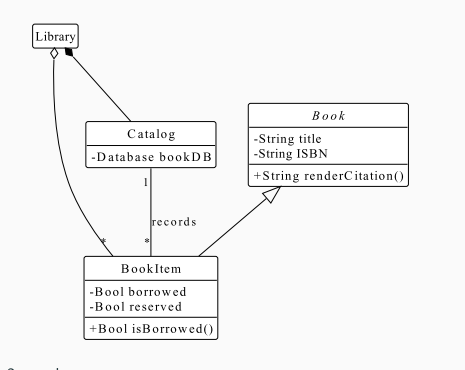 Library
Book
-String title
-String ISBN
+String renderCitation()
Catalog
-Database bookDB
1
records
*
*
BookItem
-Bool borrowed
-Bool reserved
+Bool isBorrowed()